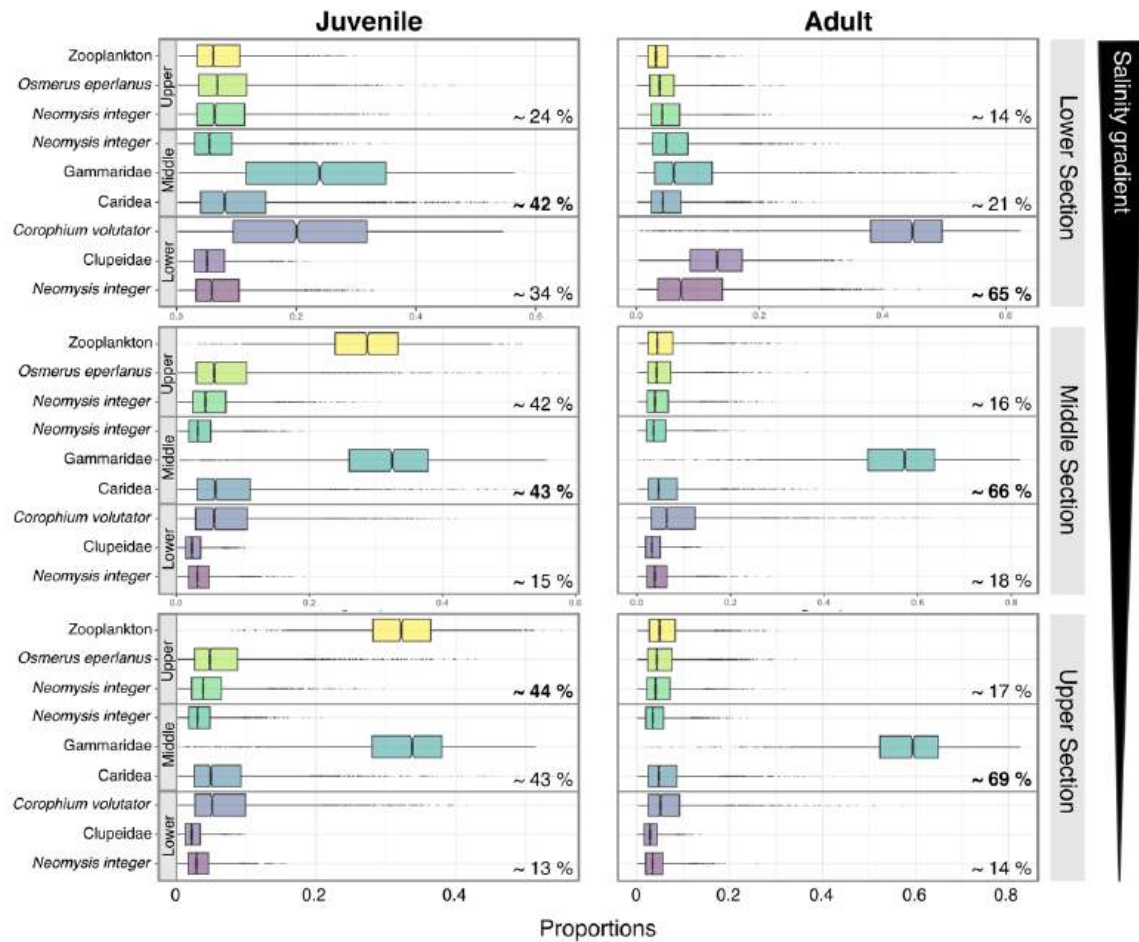 Juvenile
Adult
Lower Section
Upper
Zooplankton
Osmerus eperlanus
Neomysis integer
~ 24 %
~ 14 %
Middle
Neomysis integer
Gammaridae
Caridea
~ 42 %
~ 21 %
Lower
Corophium volutator
Clupeidae
Neomysis integer
~ 34 %
~ 65 %
0.0 0.2 0.4 0.6
0.0 0.2 0.4 0.6
Middle Section
Upper
Zooplankton
Osmerus eperlanus
Neomysis integer
~ 42 %
~ 16 %
Middle
Neomysis integer
Gammaridae
Caridea
~ 43 %
~ 66 %
Lower
Corophium volutator
Clupeidae
Neomysis integer
~ 15 %
~ 18 %
0.0 0.2 0.4 0.6
0.0 0.2 0.4 0.6 0.8
Upper Section
Upper
Zooplankton
Osmerus eperlanus
Neomysis integer
~ 44 %
~ 17 %
Middle
Neomysis integer
Gammaridae
Caridea
~ 43 %
~ 69 %
Lower
Corophium volutator
Clupeidae
Neomysis integer
~ 13 %
~ 14 %
0 0.2 0.4
0 0.2 0.4 0.6 0.8
Proportions
Salinity gradient